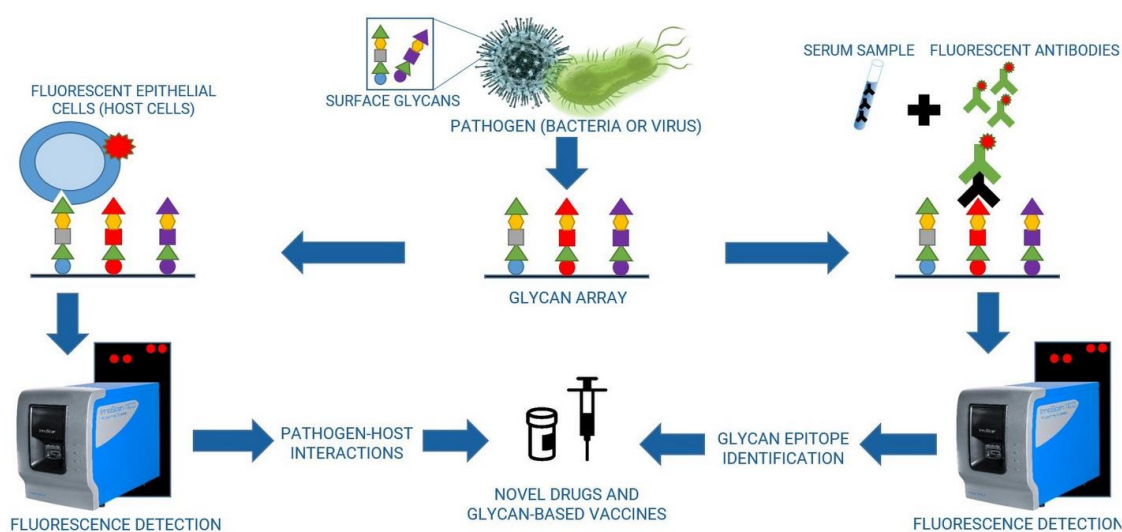 SURFACE GLYCANS
PATHOGEN (BACTERIA OR VIRUS)
SERUM SAMPLE
FLUORESCENT ANTIBODIES
FLUORESCENT EPITHELIAL
CELLS (HOST CELLS)
GLYCAN ARRAY
PATHOGEN-HOST
INTERACTIONS
GLYCAN EPITOPE
IDENTIFICATION
NOVEL DRUGS AND
GLYCAN-BASED VACCINES
FLUORESCENCE DETECTION
FLUORESCENCE DETECTION